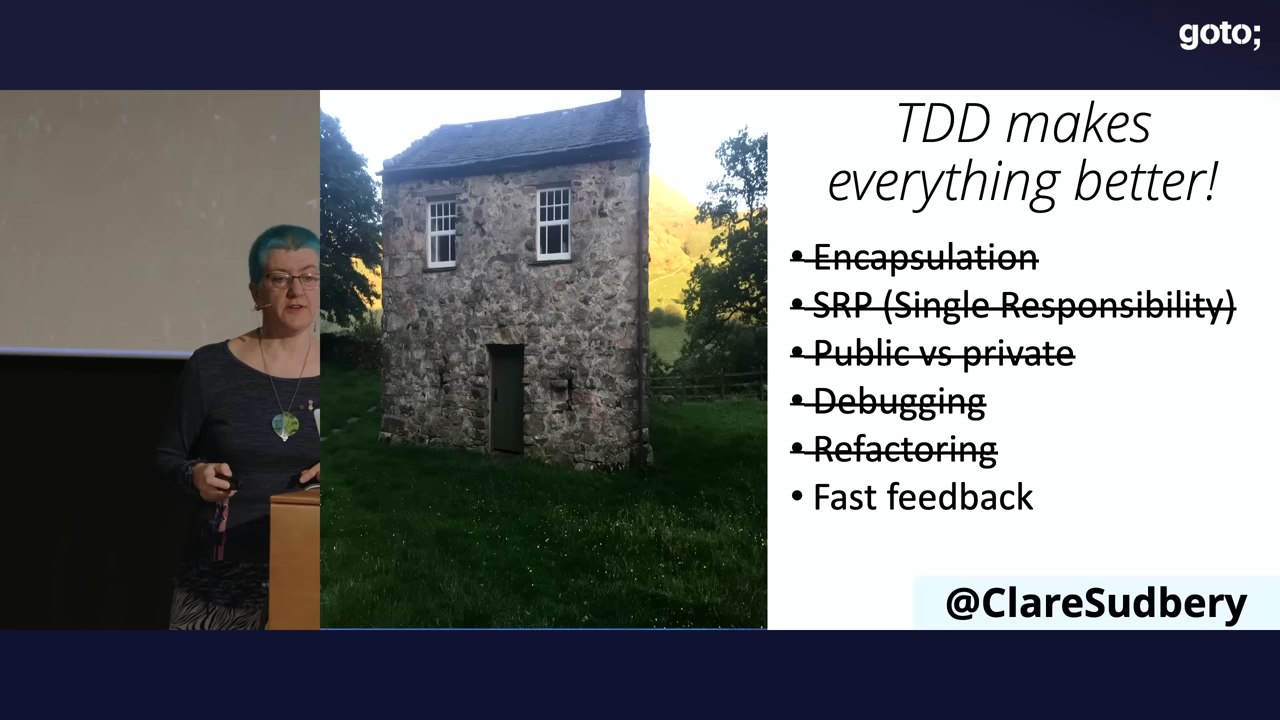 goto;
TDD makes
everything better!
• Encapsulation
• SRP (Single Responsibility)
• Public vs private
• Debugging
• Refactoring
• Fast feedback
@ClareSudbery